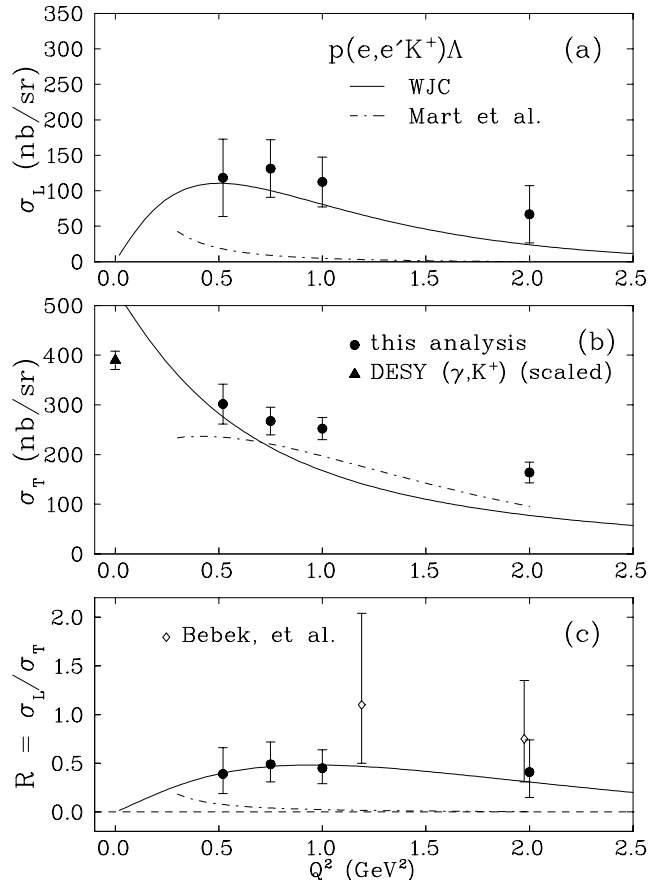 350
300
250
200
150
100
50
0
σL (nb/sr)
p(e,e′K+)Λ
(a)
WJC
Mart et al.
0.0 0.5 1.0 1.5 2.0 2.5
500
400
300
200
100
0
σT (nb/sr)
(b)
this analysis
DESY (γ,K+) (scaled)
0.0 0.5 1.0 1.5 2.0 2.5
2.0
1.5
1.0
0.5
0.0
R = σL/σT
Bebek, et al.
(c)
0.0 0.5 1.0 1.5 2.0 2.5
Q² (GeV²)